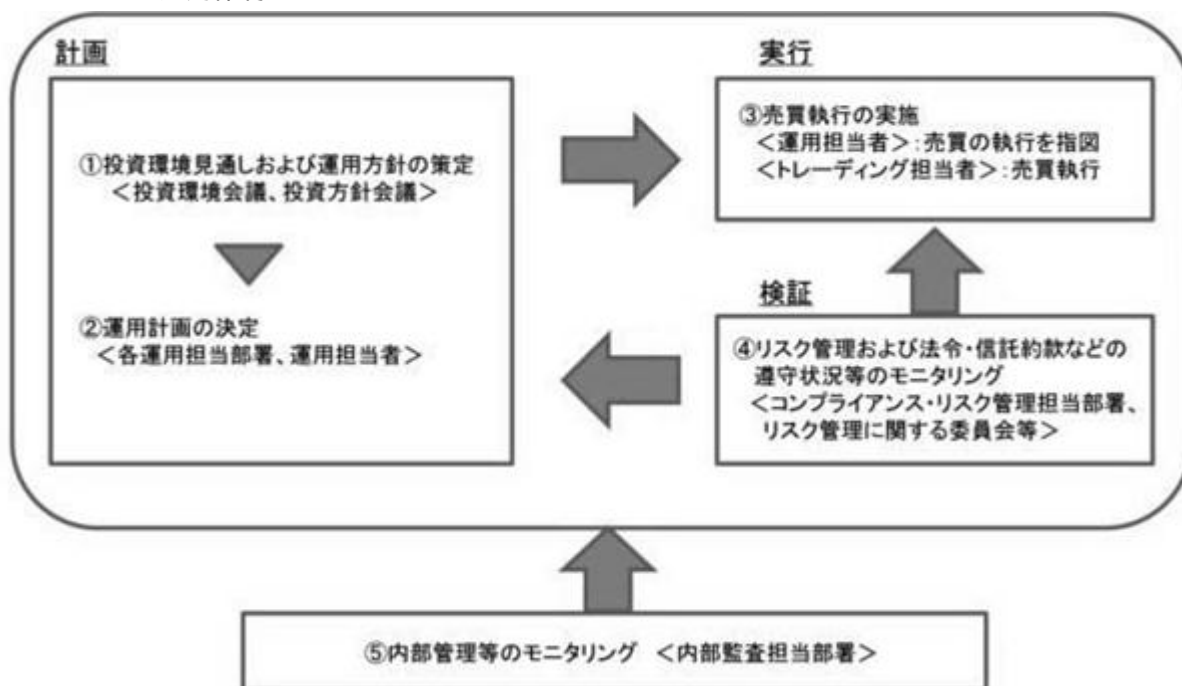 計画
①投資環境見通しおよび運用方針の策定
＜投資環境会議、投資方針会議＞
②運用計画の決定
＜各運用担当部署、運用担当者＞
実行
③売買執行の実施
＜運用担当者＞：売買の執行を指図
＜トレーディング担当者＞：売買執行
検証
④リスク管理および法令・信託約款などの
遵守状況等のモニタリング
＜コンプライアンス・リスク管理担当部署、
リスク管理に関する委員会等＞
⑤内部管理等のモニタリング　＜内部監査担当部署＞